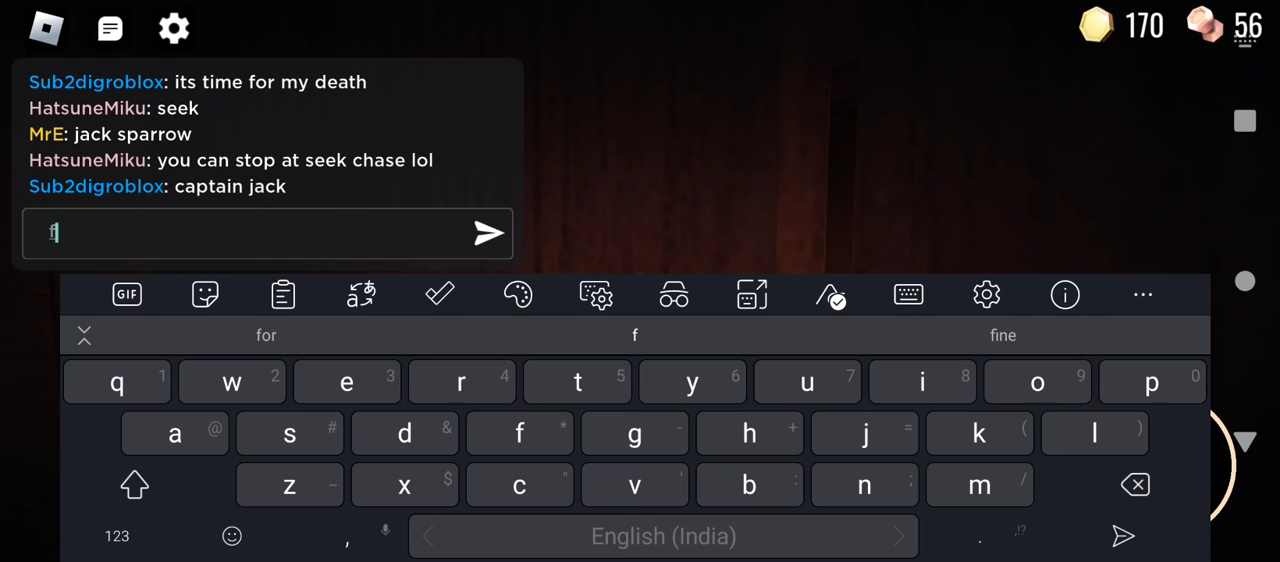 170 56
Sub2digroblox: its time for my death
HatsuneMiku: seek
MrE: jack sparrow
HatsuneMiku: you can stop at seek chase lol
Sub2digroblox: captain jack
f
GIF
for f fine
q 1 w 2 e 3 r 4 t 5 y 6 u 7 i 8 o 9 p 0
a @ s # d & f * g - h + j = k ( l )
z _ x $ c " v ' b : n ; m /
123 , English (India) . ,!?